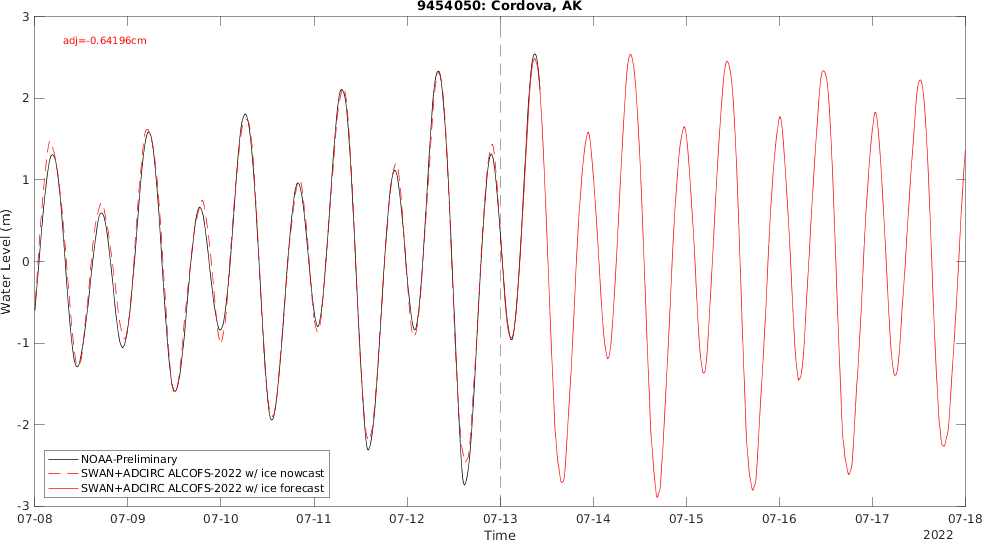 9454050: Cordova, AK
adj=-0.64196cm
3
2
1
0
-1
-2
-3
Water Level (m)
NOAA-Preliminary
SWAN+ADCIRC ALCOFS-2022 w/ ice nowcast
SWAN+ADCIRC ALCOFS-2022 w/ ice forecast
07-08 07-09 07-10 07-11 07-12 07-13 07-14 07-15 07-16 07-17 07-18
Time
2022